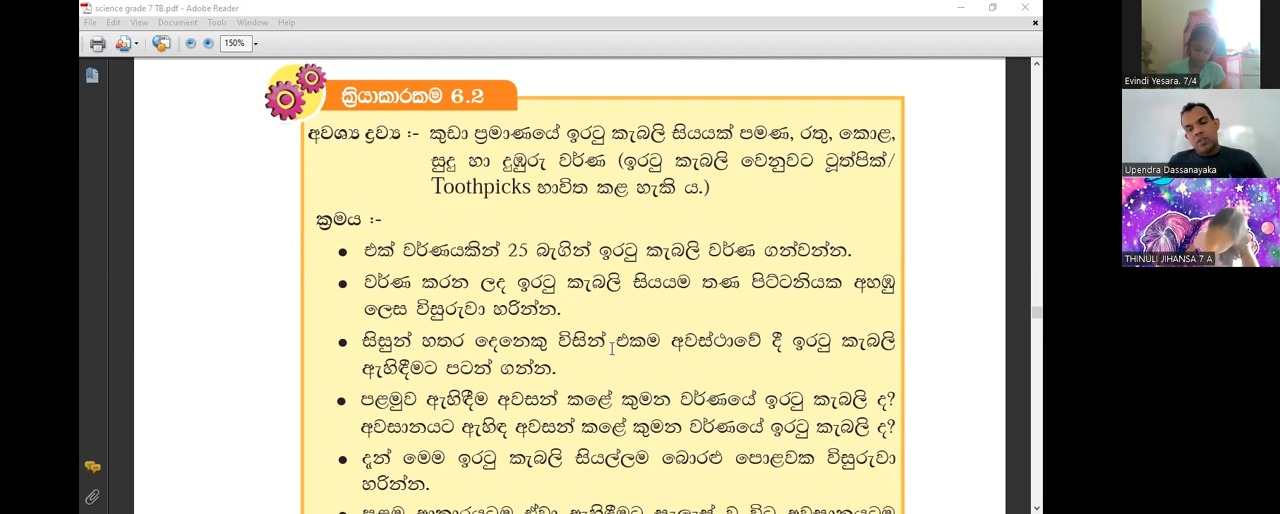 science grade 7 TB.pdf - Adobe Reader
File Edit View Document Tools Window Help
150%
ක්‍රියාකාරකම 6.2
අවශ්‍ය ද්‍රව්‍ය :- කුඩා ප්‍රමාණයේ ඉරටු කැබලි සියයක් පමණ, රතු, කොළ,
සුදු හා දුඹුරු වර්ණ (ඉරටු කැබලි වෙනුවට ටූත්පික්/
Toothpicks භාවිත කළ හැකි ය.)
ක්‍රමය :-
● එක් වර්ණයකින් 25 බැගින් ඉරටු කැබලි වර්ණ ගන්වන්න.
● වර්ණ කරන ලද ඉරටු කැබලි සියයම තණ පිට්ටනියක අහඹු
ලෙස විසුරුවා හරින්න.
● සිසුන් හතර දෙනෙකු විසින් එකම අවස්ථාවේ දී ඉරටු කැබලි
ඇහිඳීමට පටන් ගන්න.
● පළමුව ඇහිඳීම අවසන් කළේ කුමන වර්ණයේ ඉරටු කැබලි ද?
අවසානයට ඇහිඳ අවසන් කළේ කුමන වර්ණයේ ඉරටු කැබලි ද?
● දැන් මෙම ඉරටු කැබලි සියල්ලම බොරළු පොළවක විසුරුවා
හරින්න.
Evindi Yesara. 7/4
Upendra Dassanayaka
THINULI JIHANSA.7 A